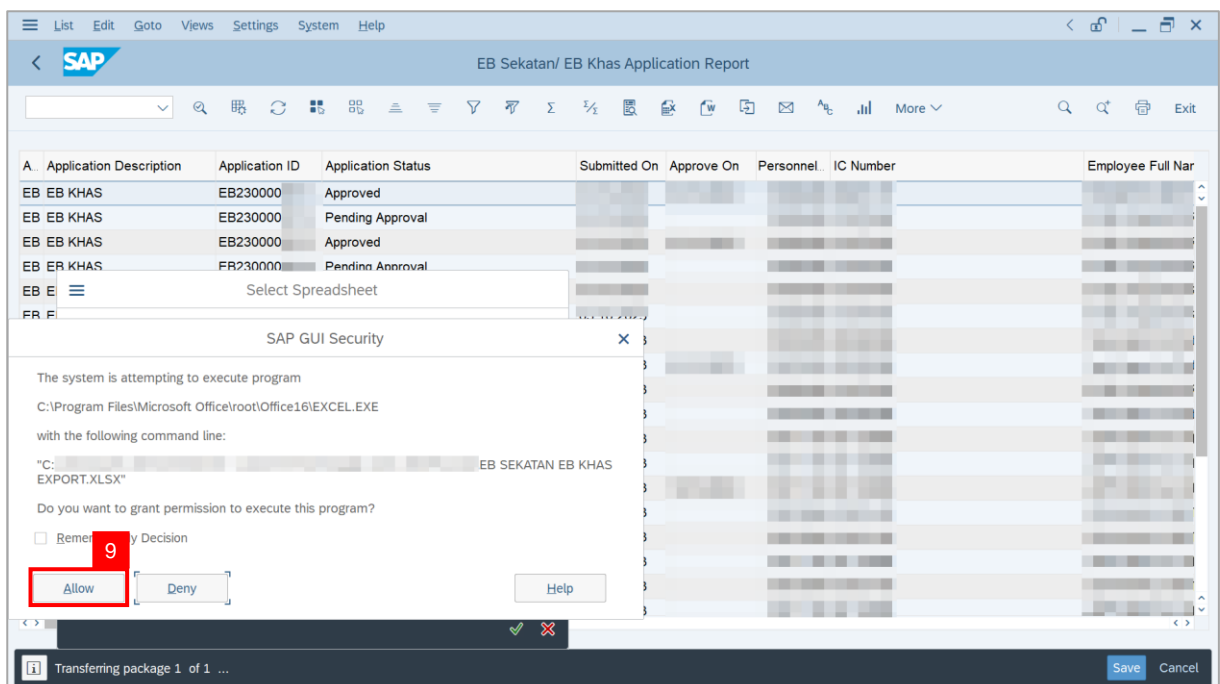 List Edit Goto Views Settings System Help
SAP
EB Sekatan/ EB Khas Application Report
More Exit
A... Application Description Application ID Application Status Submitted On Approve On Personnel... IC Number Employee Full Nar
EB EB KHAS EB230000 Approved
EB EB KHAS EB230000 Pending Approval
EB EB KHAS EB230000 Approved
EB EB KHAS EB230000 Pending Approval
EB E
Select Spreadsheet
EB E
SAP GUI Security
The system is attempting to execute program
C:\Program Files\Microsoft Office\root\Office16\EXCEL.EXE
with the following command line:
"C: EB SEKATAN EB KHAS
EXPORT.XLSX"
Do you want to grant permission to execute this program?
Decision
9
Allow Deny Help
Transferring package 1 of 1 ...
Save Cancel